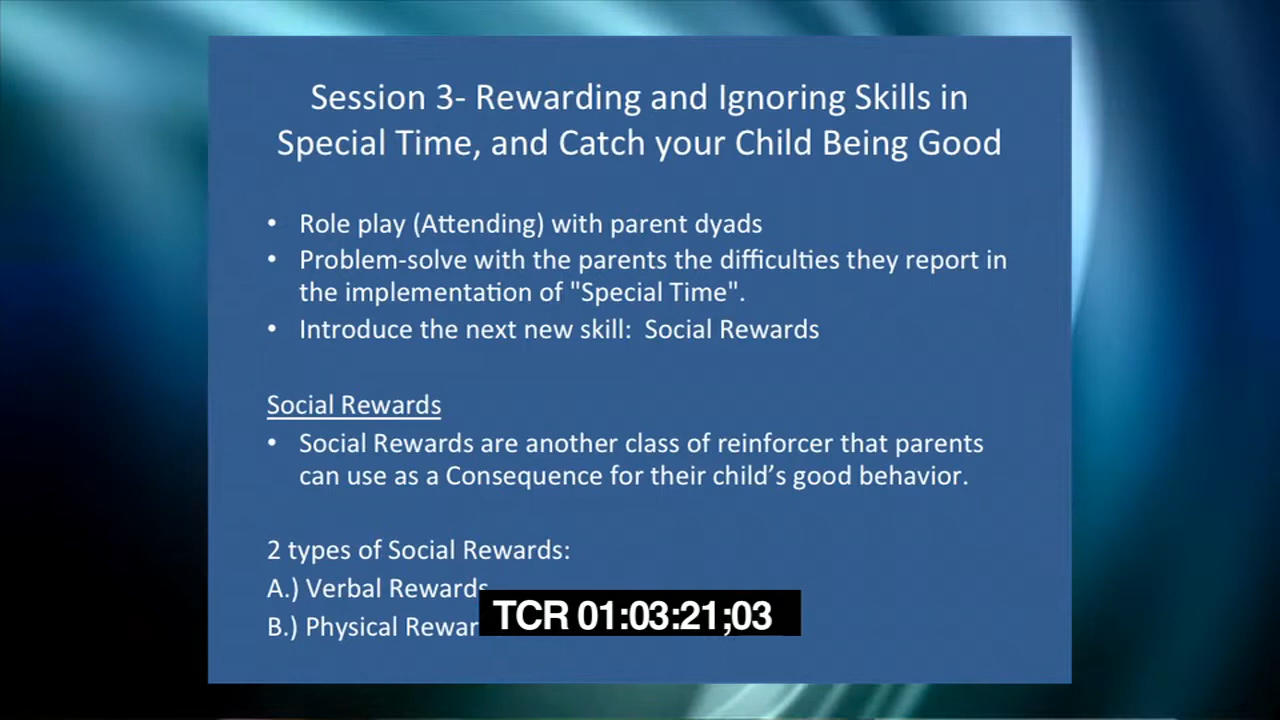 Session 3- Rewarding and Ignoring Skills in
Special Time, and Catch your Child Being Good
• Role play (Attending) with parent dyads
• Problem-solve with the parents the difficulties they report in
the implementation of "Special Time".
• Introduce the next new skill:  Social Rewards
Social Rewards
• Social Rewards are another class of reinforcer that parents
can use as a Consequence for their child’s good behavior.
2 types of Social Rewards:
A.) Verbal Rewards
B.) Physical
TCR 01:03:21;03